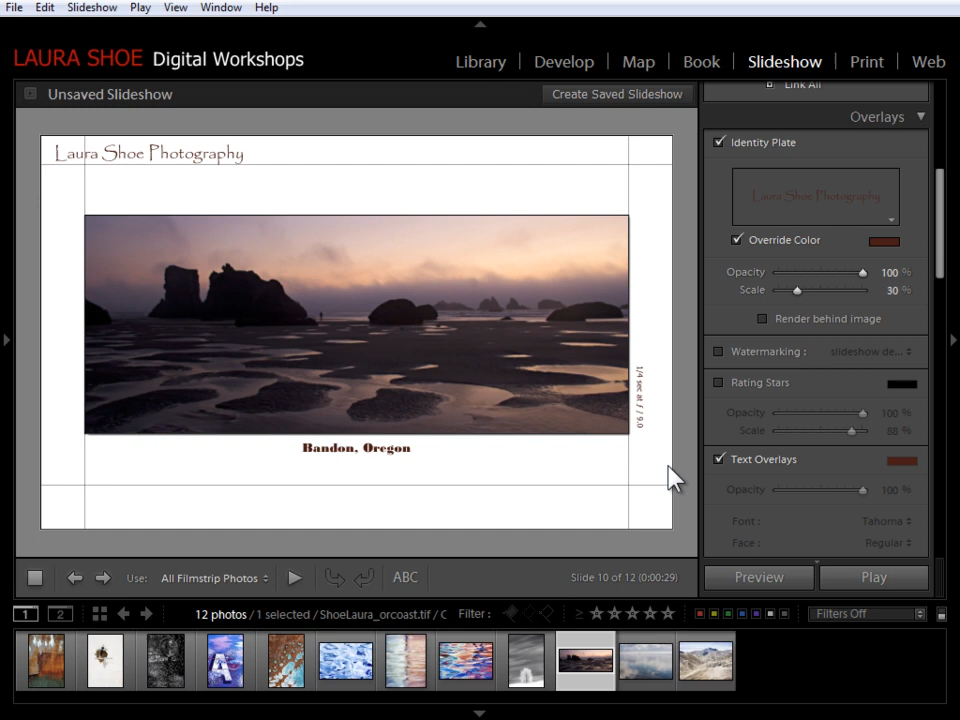 File Edit Slideshow Play View Window Help
LAURA SHOE Digital Workshops
Library Develop Map Book Slideshow Print Web
Unsaved Slideshow
Create Saved Slideshow
Link All
Overlays
Laura Shoe Photography
Identity Plate
Laura Shoe Photography
Override Color
Opacity 100 %
Scale 30 %
Render behind image
Watermarking : slideshow de...
Rating Stars
Opacity 100 %
Scale 88 %
1/4 sec at ƒ / 9.0
Bandon, Oregon
Text Overlays
Opacity 100 %
Font : Tahoma
Face : Regular
Use: All Filmstrip Photos
ABC
Slide 10 of 12 (0:00:29)
Preview Play
1 2
12 photos / 1 selected / ShoeLaura_orcoast.tif / C
Filter :
≥
Filters Off
A